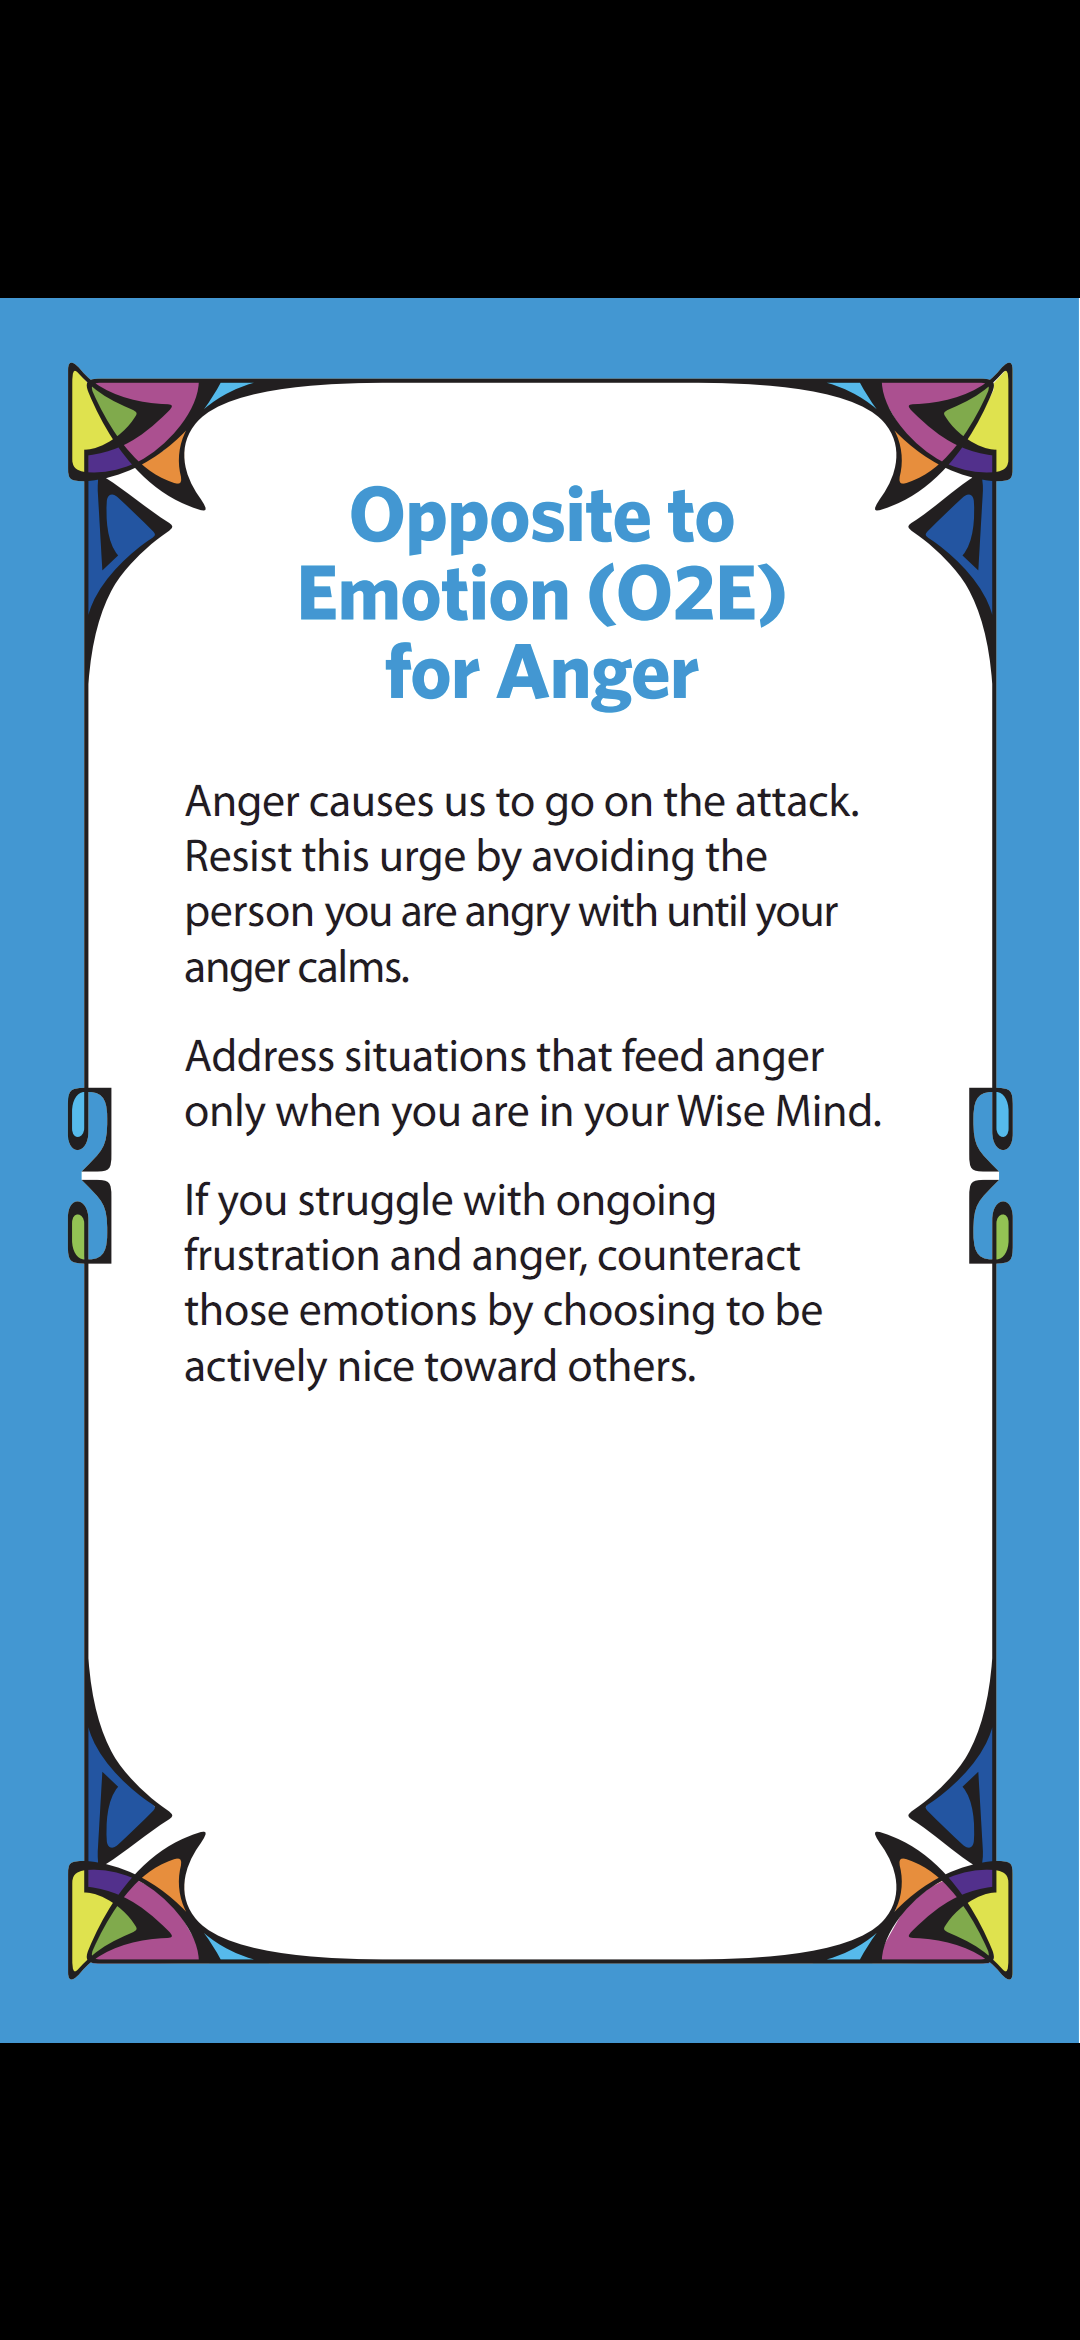 Opposite to
Emotion (O2E)
for Anger
Anger causes us to go on the attack.
Resist this urge by avoiding the
person you are angry with until your
anger calms.
Address situations that feed anger
only when you are in your Wise Mind.
If you struggle with ongoing
frustration and anger, counteract
those emotions by choosing to be
actively nice toward others.